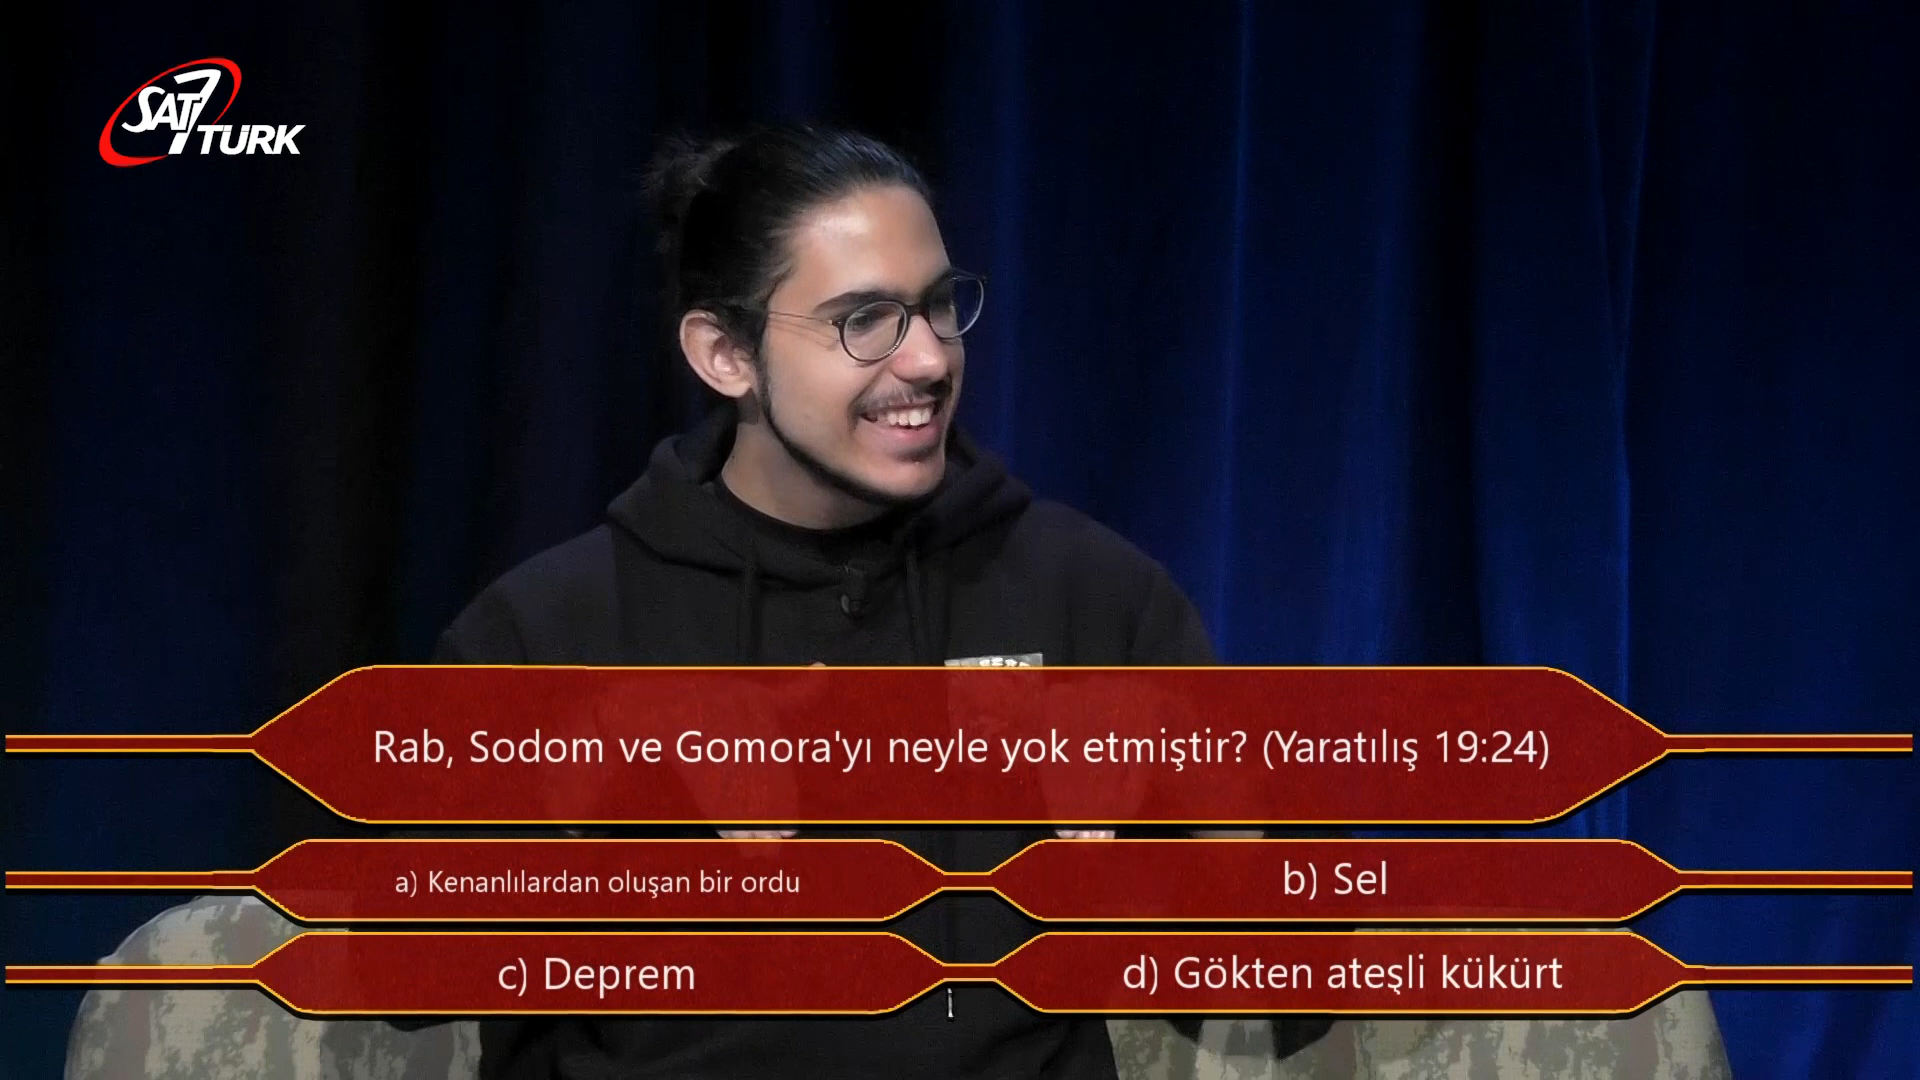 SAT7
TÜRK
Rab, Sodom ve Gomora'yı neyle yok etmiştir? (Yaratılış 19:24)
a) Kenanlılardan oluşan bir ordu
b) Sel
c) Deprem
d) Gökten ateşli kükürt